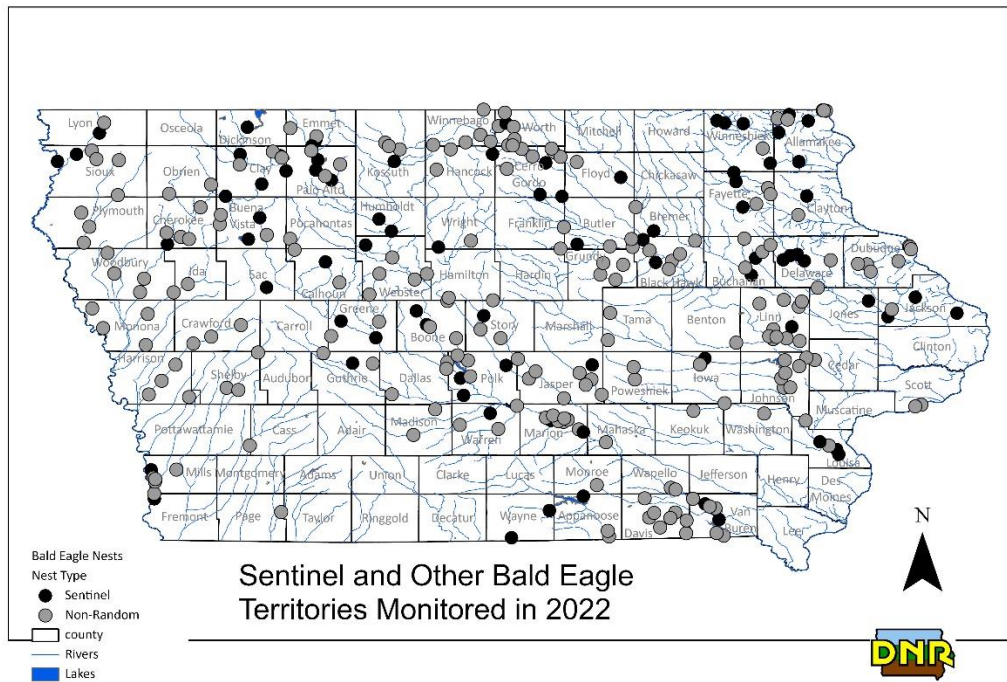 Lyon
Osceola
Dickinson
Emmet
Winnebago
Worth
Mitchell
Howard
Winneshiek
Allamakee
Sioux
Obrien
Clay
Palo Alto
Kossuth
Hancock
Cerro
Gordo
Floyd
Chickasaw
Fayette
Clayton
Plymouth
Cherokee
Buena
Vista
Pocahontas
Humboldt
Wright
Franklin
Butler
Bremer
Woodbury
Ida
Sac
Calhoun
Webster
Hamilton
Hardin
Grundy
Black Hawk
Buchanan
Delaware
Dubuque
Monona
Crawford
Carroll
Greene
Boone
Story
Marshall
Tama
Benton
Linn
Jones
Jackson
Clinton
Harrison
Shelby
Audubon
Guthrie
Dallas
Polk
Jasper
Poweshiek
Iowa
Johnson
Cedar
Scott
Muscatine
Pottawattamie
Cass
Adair
Madison
Warren
Marion
Mahaska
Keokuk
Washington
Louisa
Mills
Montgomery
Adams
Union
Clarke
Lucas
Monroe
Wapello
Jefferson
Henry
Des
Moines
Fremont
Page
Taylor
Ringgold
Decatur
Wayne
Appanoose
Davis
Van
Buren
Lee
N
Bald Eagle Nests
Nest Type
Sentinel
Non-Random
county
Rivers
Lakes
Sentinel and Other Bald Eagle
Territories Monitored in 2022
DNR